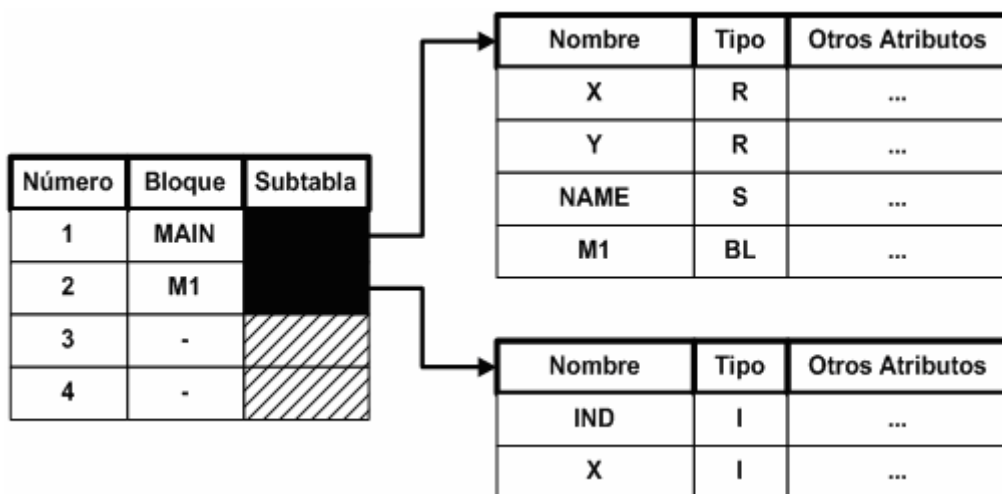 Número Bloque Subtabla
1 MAIN
2 M1
3 -
4 -
Nombre Tipo Otros Atributos
X R ...
Y R ...
NAME S ...
M1 BL ...
Nombre Tipo Otros Atributos
IND I ...
X I ...